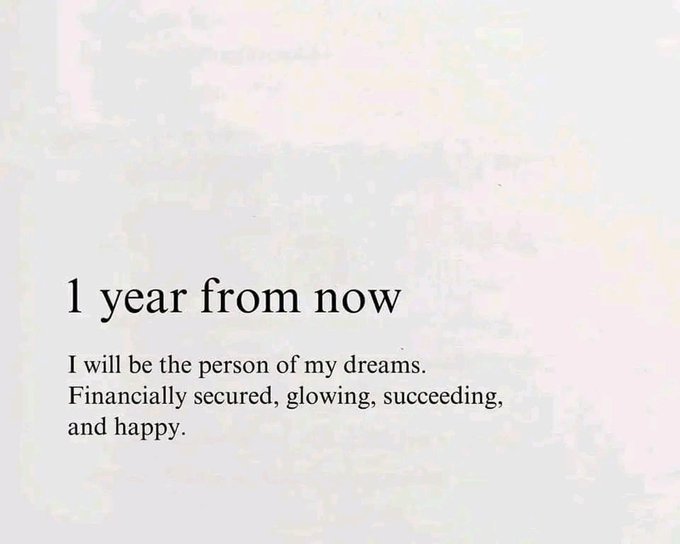 1 year from now
I will be the person of my dreams.
Financially secured, glowing, succeeding,
and happy.